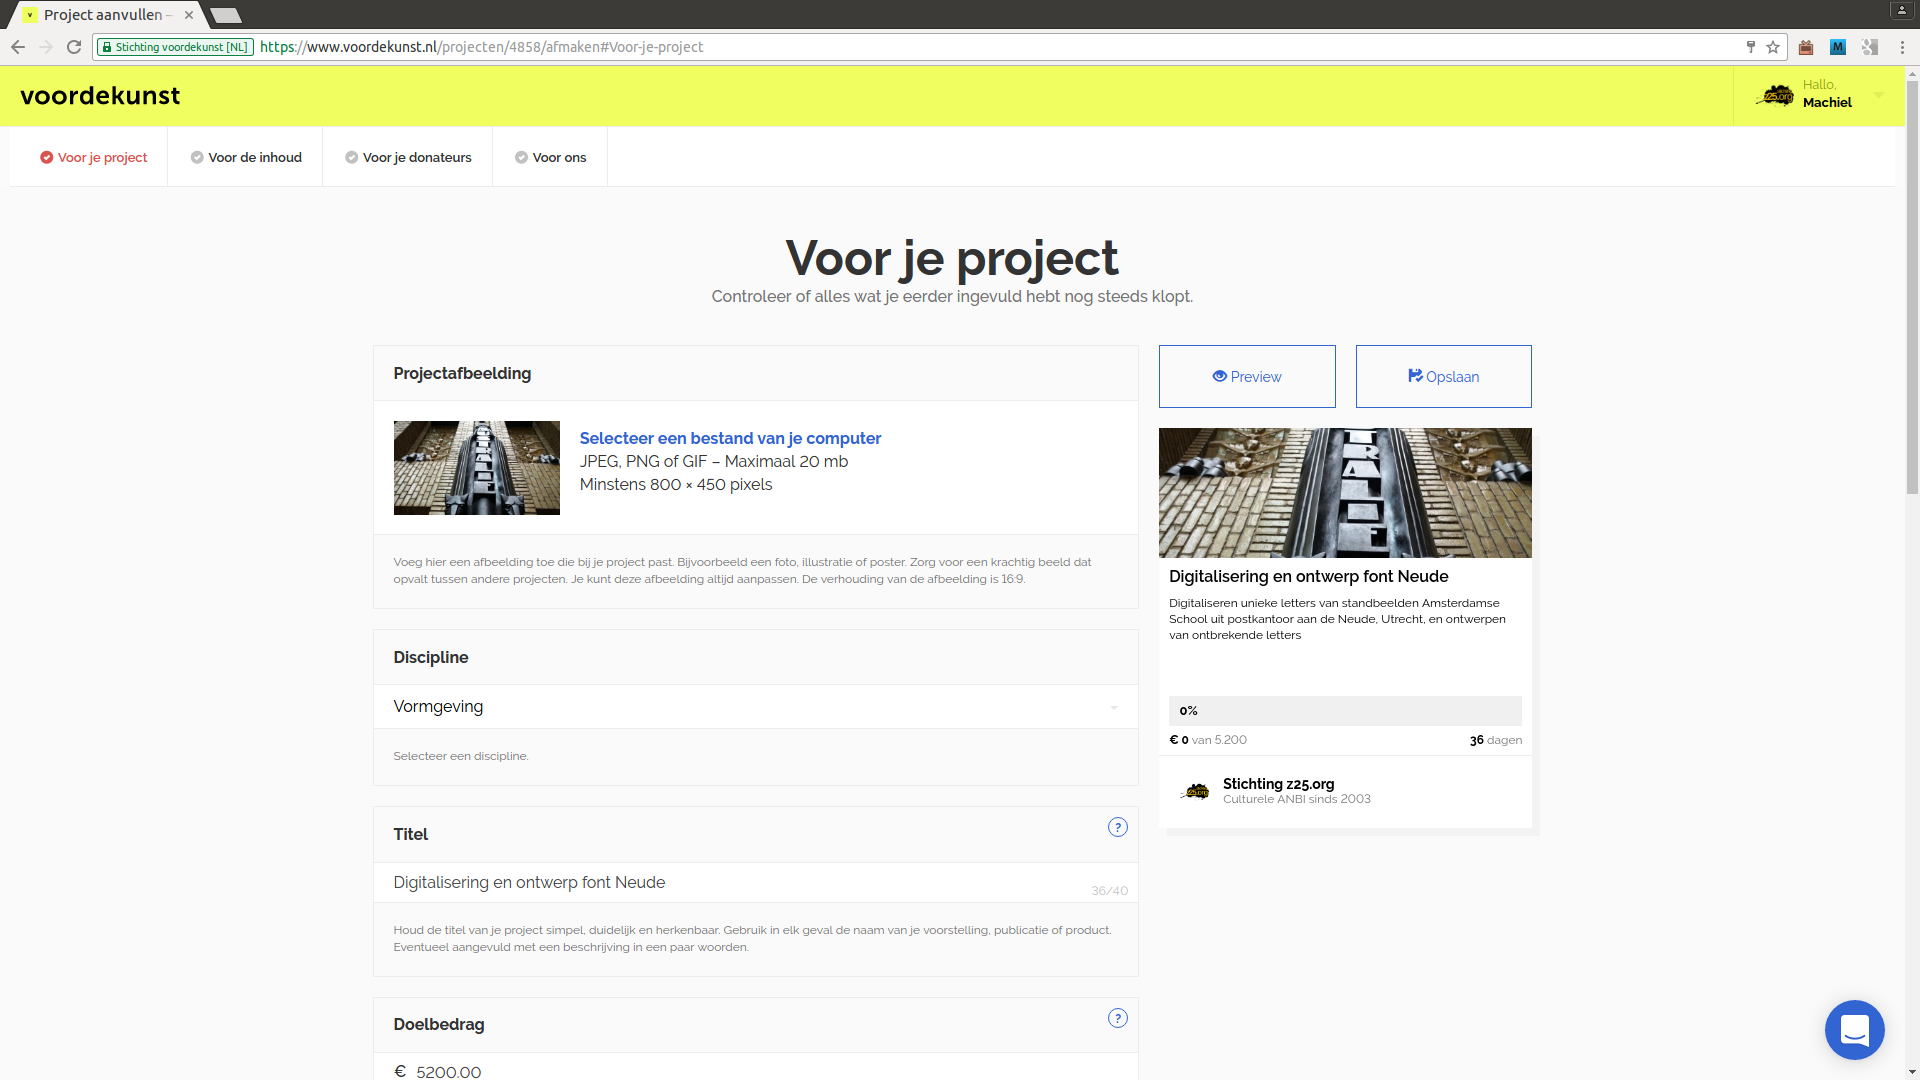 Project aanvullen –
Stichting voordekunst [NL]
https://www.voordekunst.nl/projecten/4858/afmaken#Voor-je-project
M
voordekunst
z25.org
Hallo,
Machiel
Voor je project
Voor de inhoud
Voor je donateurs
Voor ons
Voor je project
Controleer of alles wat je eerder ingevuld hebt nog steeds klopt.
Projectafbeelding
Selecteer een bestand van je computer
JPEG, PNG of GIF – Maximaal 20 mb
Minstens 800 × 450 pixels
Voeg hier een afbeelding toe die bij je project past. Bijvoorbeeld een foto, illustratie of poster. Zorg voor een krachtig beeld dat
opvalt tussen andere projecten. Je kunt deze afbeelding altijd aanpassen. De verhouding van de afbeelding is 16:9.
Discipline
Vormgeving
Selecteer een discipline.
Titel
?
Digitalisering en ontwerp font Neude
36/40
Houd de titel van je project simpel, duidelijk en herkenbaar. Gebruik in elk geval de naam van je voorstelling, publicatie of product.
Eventueel aangevuld met een beschrijving in een paar woorden.
Doelbedrag
?
€ 5200.00
Preview
Opslaan
Digitalisering en ontwerp font Neude
Digitaliseren unieke letters van standbeelden Amsterdamse
School uit postkantoor aan de Neude, Utrecht, en ontwerpen
van ontbrekende letters
0%
€ 0 van 5.200
36 dagen
z25.org
Stichting z25.org
Culturele ANBI sinds 2003